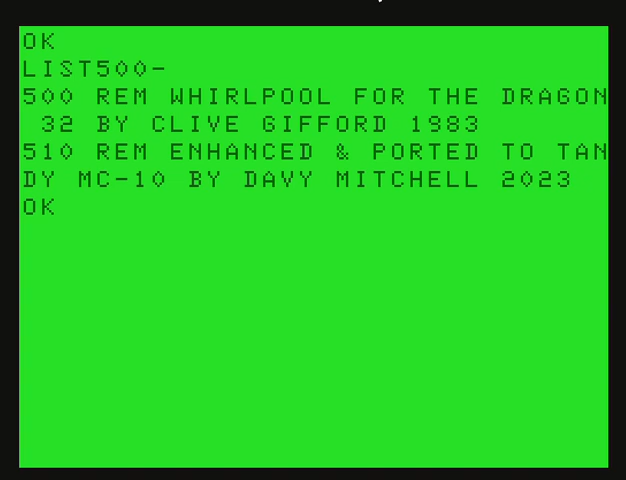 OK
LIST500-
500 REM WHIRLPOOL FOR THE DRAGON
 32 BY CLIVE GIFFORD 1983
510 REM ENHANCED & PORTED TO TAN
DY MC-10 BY DAVY MITCHELL 2023
OK